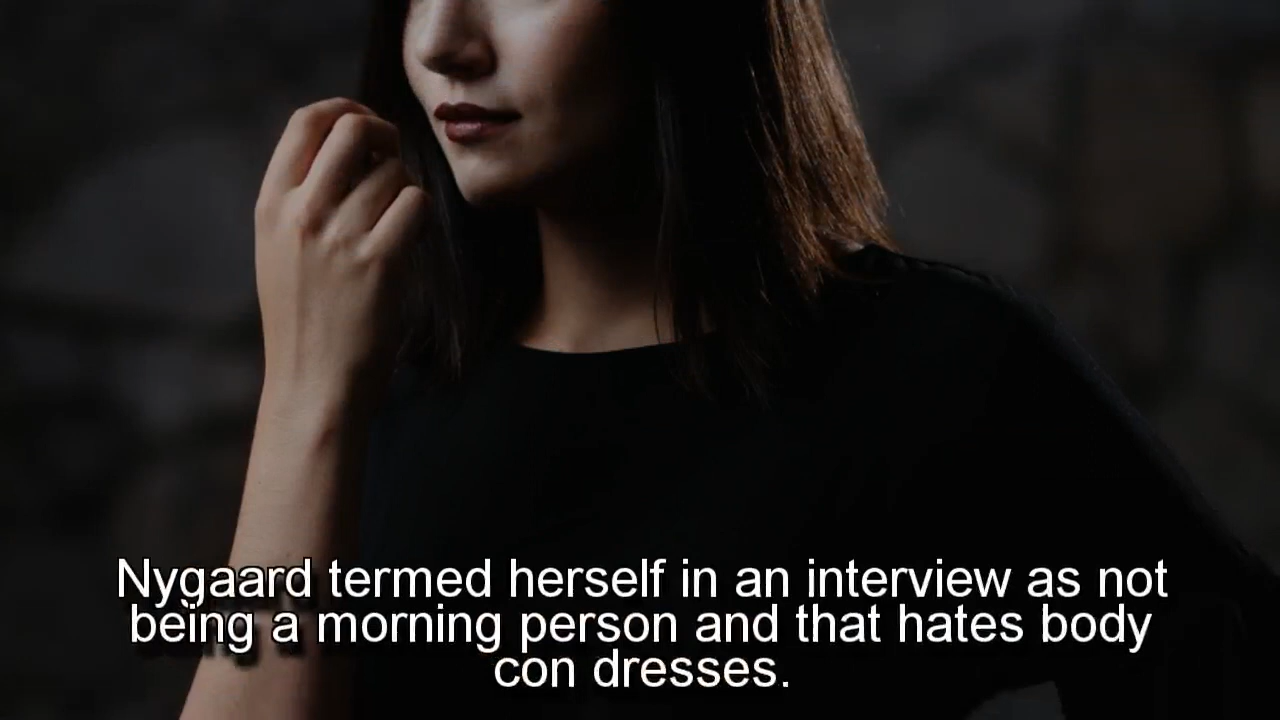 Nygaard termed herself in an interview as not
being a morning person and that hates body
con dresses.